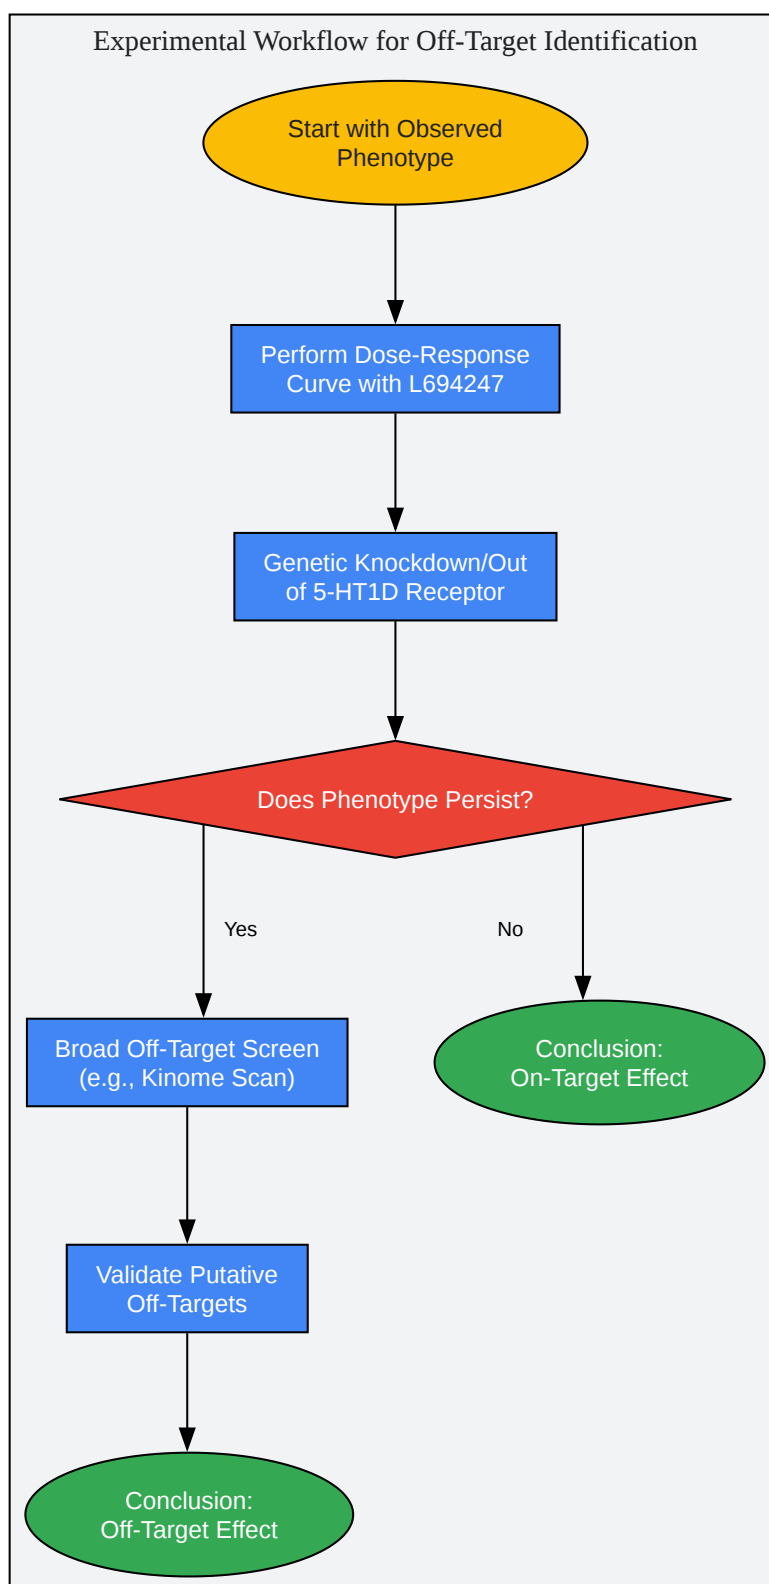 Experimental Workflow for Off-Target Identification
Start with Observed
Phenotype
Perform Dose-Response
Curve with L694247
Genetic Knockdown/Out
of 5-HT1D Receptor
Does Phenotype Persist?
Yes
No
Broad Off-Target Screen
(e.g., Kinome Scan)
Conclusion:
On-Target Effect
Validate Putative
Off-Targets
Conclusion:
Off-Target Effect